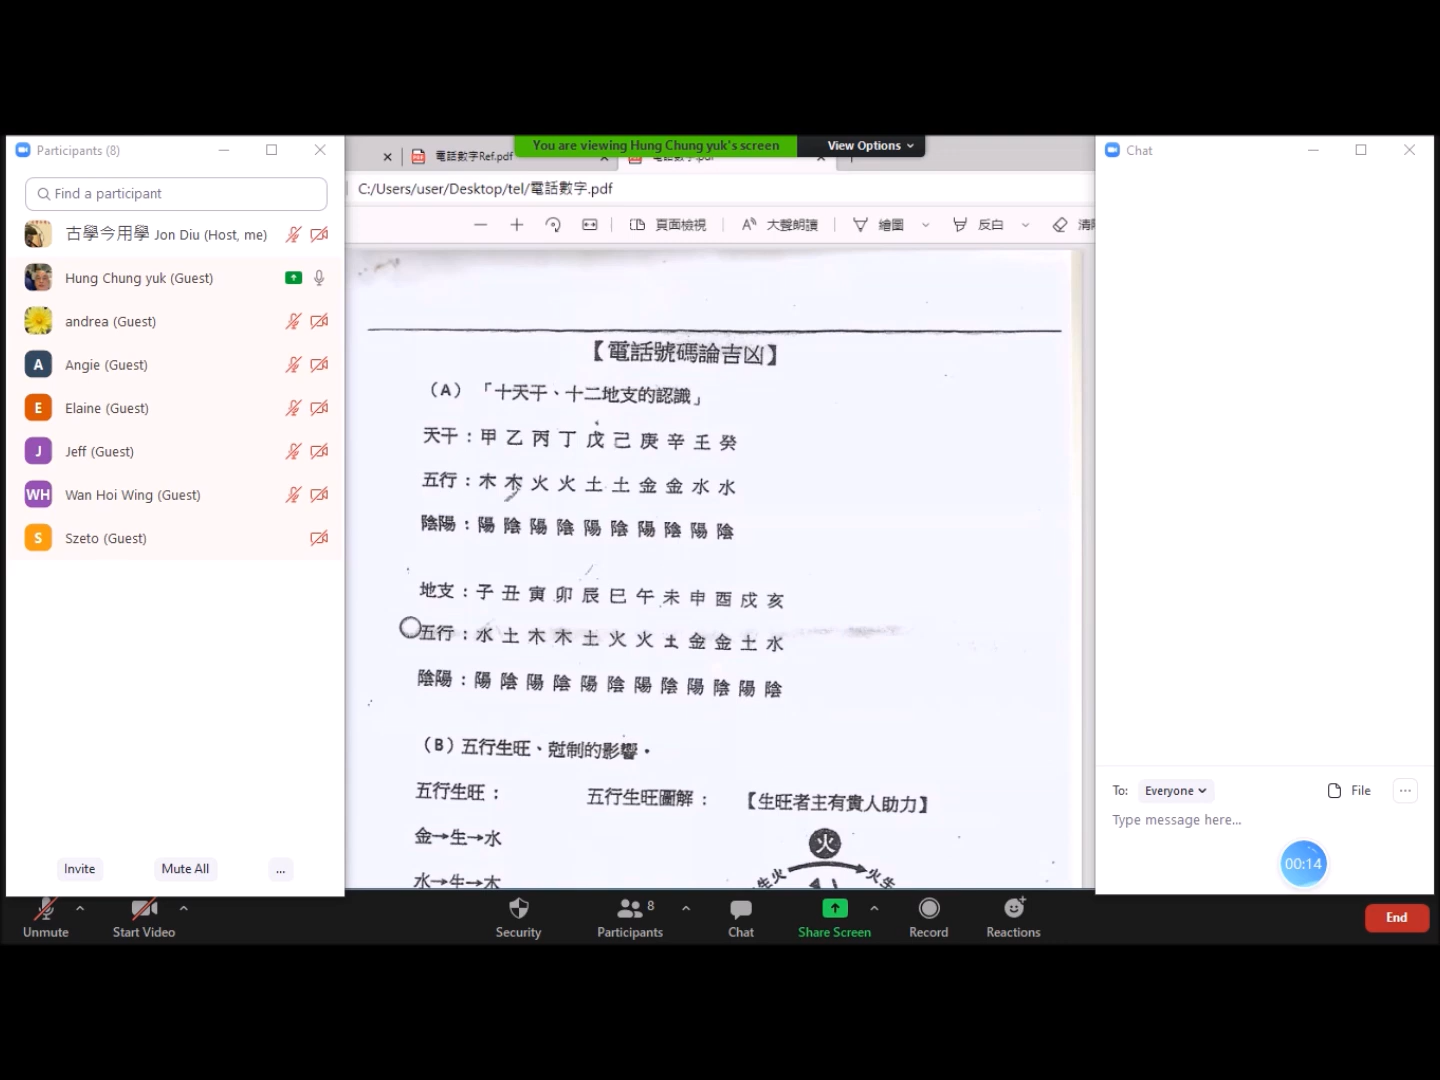 Participants (8)
Find a participant
古學今用學 Jon Diu (Host, me)
Hung Chung yuk (Guest)
andrea (Guest)
A
Angie (Guest)
E
Elaine (Guest)
J
Jeff (Guest)
WH
Wan Hoi Wing (Guest)
S
Szeto (Guest)
Invite
Mute All
...
電話數字Ref.pdf
You are viewing Hung Chung yuk's screen
View Options
C:/Users/user/Desktop/tel/電話數字.pdf
頁面檢視
大聲朗讀
繪圖
反白
【電話號碼論吉凶】
（A）「十天干、十二地支的認識」
天干：甲 乙 丙 丁 戊 己 庚 辛 壬 癸
五行：木 木 火 火 土 土 金 金 水 水
陰陽：陽 陰 陽 陰 陽 陰 陽 陰 陽 陰
地支：子 丑 寅 卯 辰 巳 午 未 申 酉 戍 亥
五行：水 土 木 木 土 火 火 土 金 金 土 水
陰陽：陽 陰 陽 陰 陽 陰 陽 陰 陽 陰 陽 陰
（B）五行生旺、尅制的影響。
五行生旺：
五行生旺圖解：
【生旺者主有貴人助力】
金→生→水
水→生→木
火
Chat
To:
Everyone
File
...
Type message here...
00:14
Unmute
Start Video
Security
8
Participants
Chat
Share Screen
Record
Reactions
End